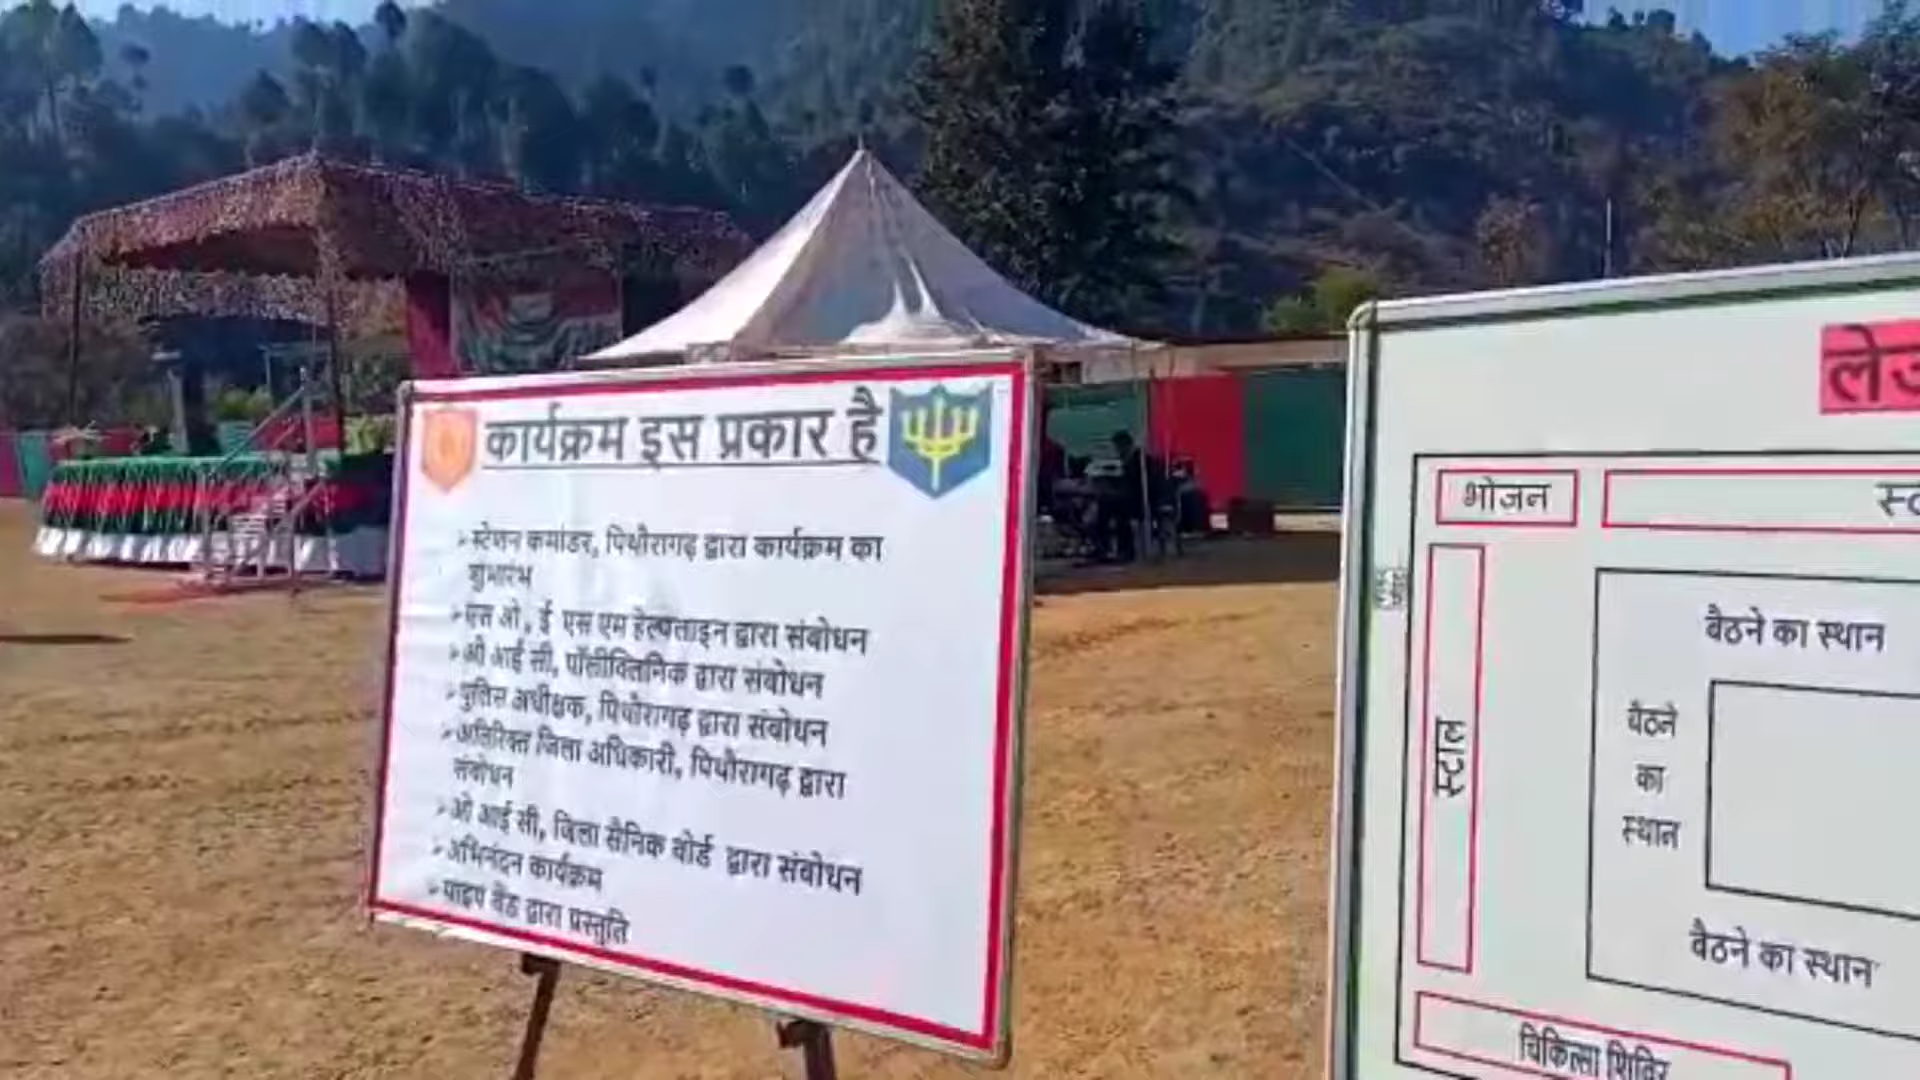 कार्यक्रम इस प्रकार है
स्टेशन कमांडर, पिथौरागढ़ द्वारा कार्यक्रम का
शुभारंभ
एस ओ, ई एस एम हेल्पलाइन द्वारा संबोधन
ओ आई सी, पॉलीक्लिनिक द्वारा संबोधन
पुलिस अधीक्षक, पिथौरागढ़ द्वारा संबोधन
अतिरिक्त जिला अधिकारी, पिथौरागढ़ द्वारा
संबोधन
ओ आई सी, जिला सैनिक बोर्ड द्वारा संबोधन
अभिनंदन कार्यक्रम
पाइप बैंड द्वारा प्रस्तुति
भोजन
स्टाल
बैठने का स्थान
बैठने
का
स्थान
बैठने का स्थान
चिकित्सा शिविर